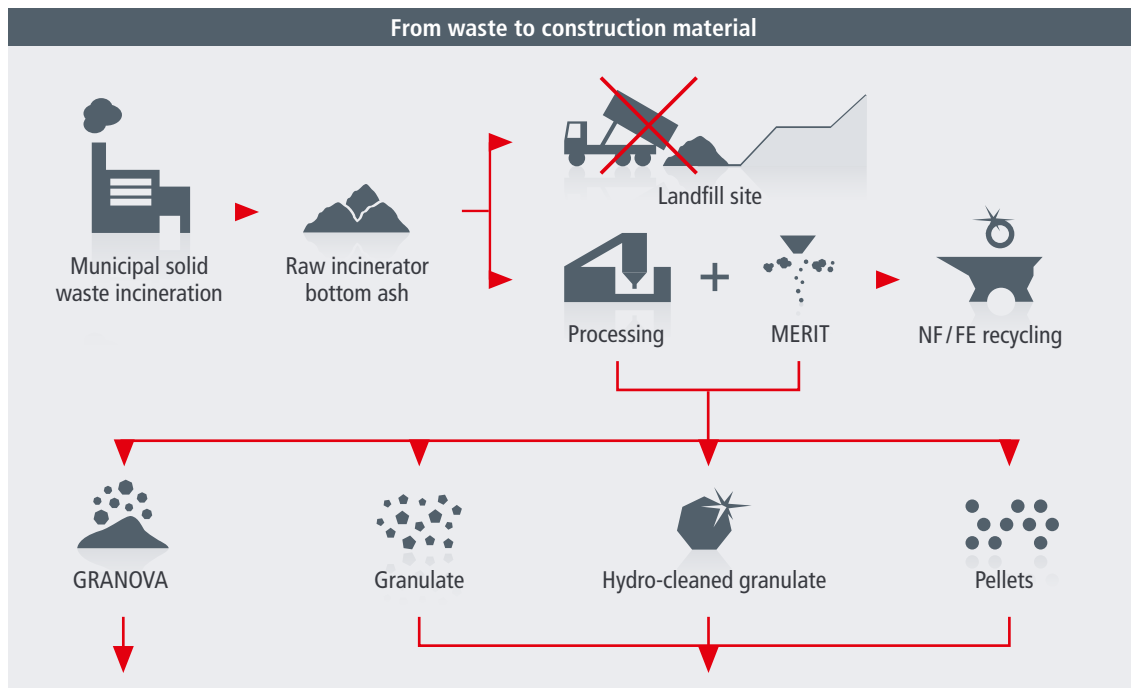 From waste to construction material
Landfill site
Municipal solid
waste incineration
Raw incinerator
bottom ash
Processing
+
MERIT
NF/FE recycling
GRANOVA
Granulate
Hydro-cleaned granulate
Pellets